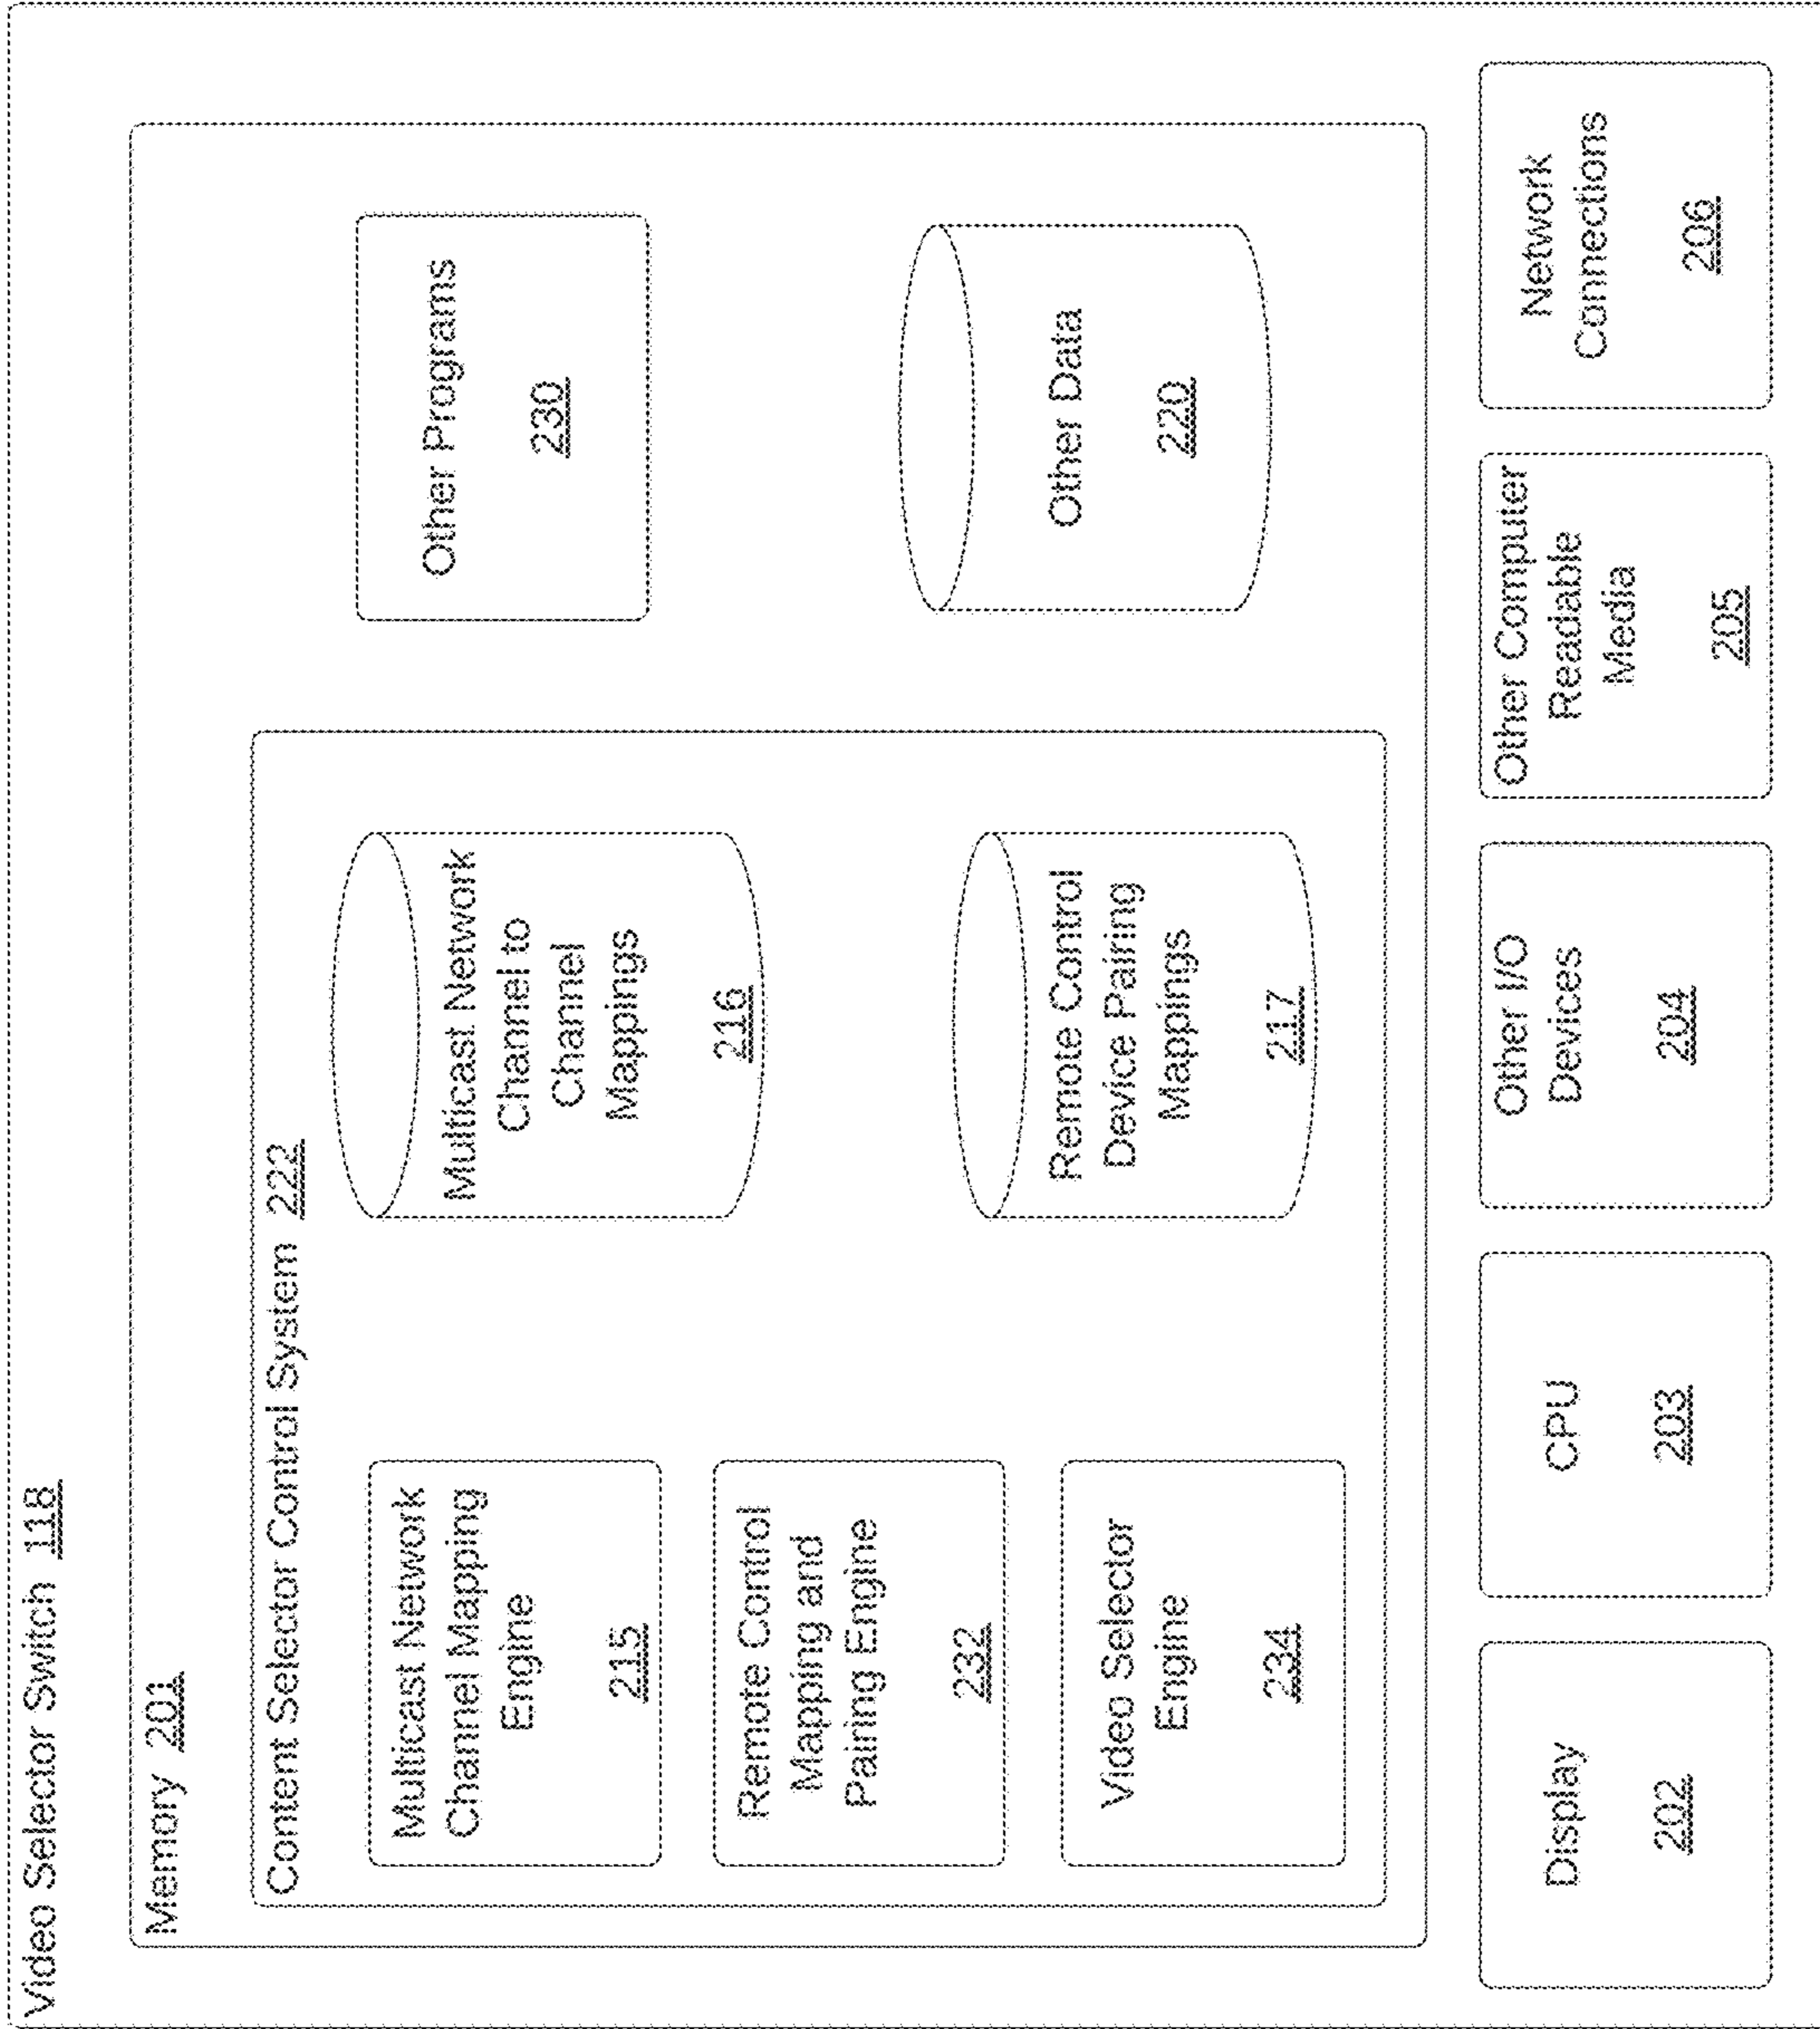 Video Selector Switch 118
Memory 201
Content Selector Control System 222
Multicast Network
Channel Mapping
Engine
215
Remote Control
Mapping and
Pairing Engine
232
Video Selector
Engine
234
Multicast Network
Channel to
Channel
Mappings
216
Remote Control
Device Pairing
Mappings
217
Other Programs
230
Other Data
220
Display
202
CPU
203
Other I/O
Devices
204
Other Computer
Readable
Media
205
Network
Connections
206